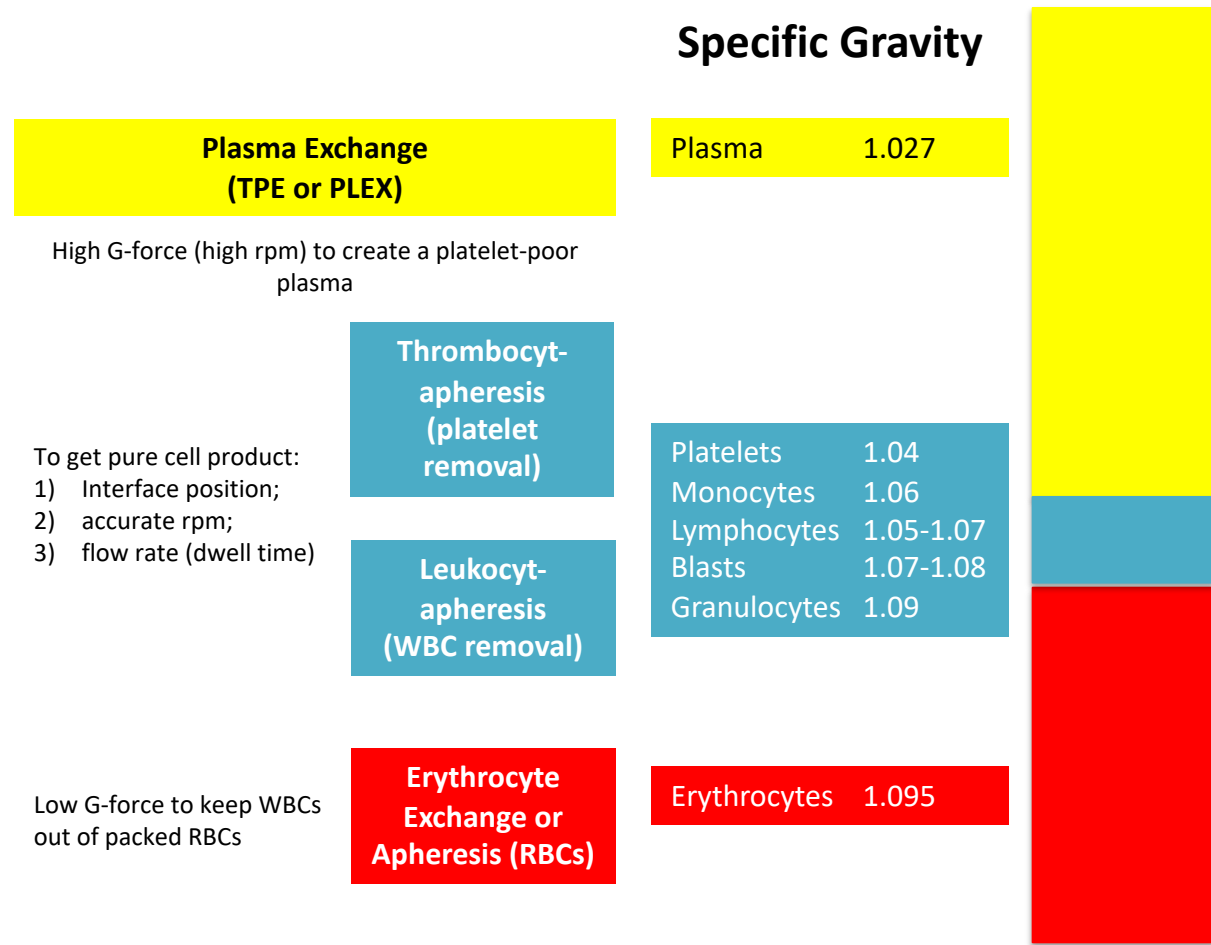 Specific Gravity
Plasma Exchange
(TPE or PLEX)
Plasma 1.027
High G-force (high rpm) to create a platelet-poor
plasma
Thrombocyt-
apheresis
(platelet
removal)
To get pure cell product:
1) Interface position;
2) accurate rpm;
3) flow rate (dwell time)
Leukocyt-
apheresis
(WBC removal)
Platelets 1.04
Monocytes 1.06
Lymphocytes 1.05-1.07
Blasts 1.07-1.08
Granulocytes 1.09
Low G-force to keep WBCs
out of packed RBCs
Erythrocyte
Exchange or
Apheresis (RBCs)
Erythrocytes 1.095